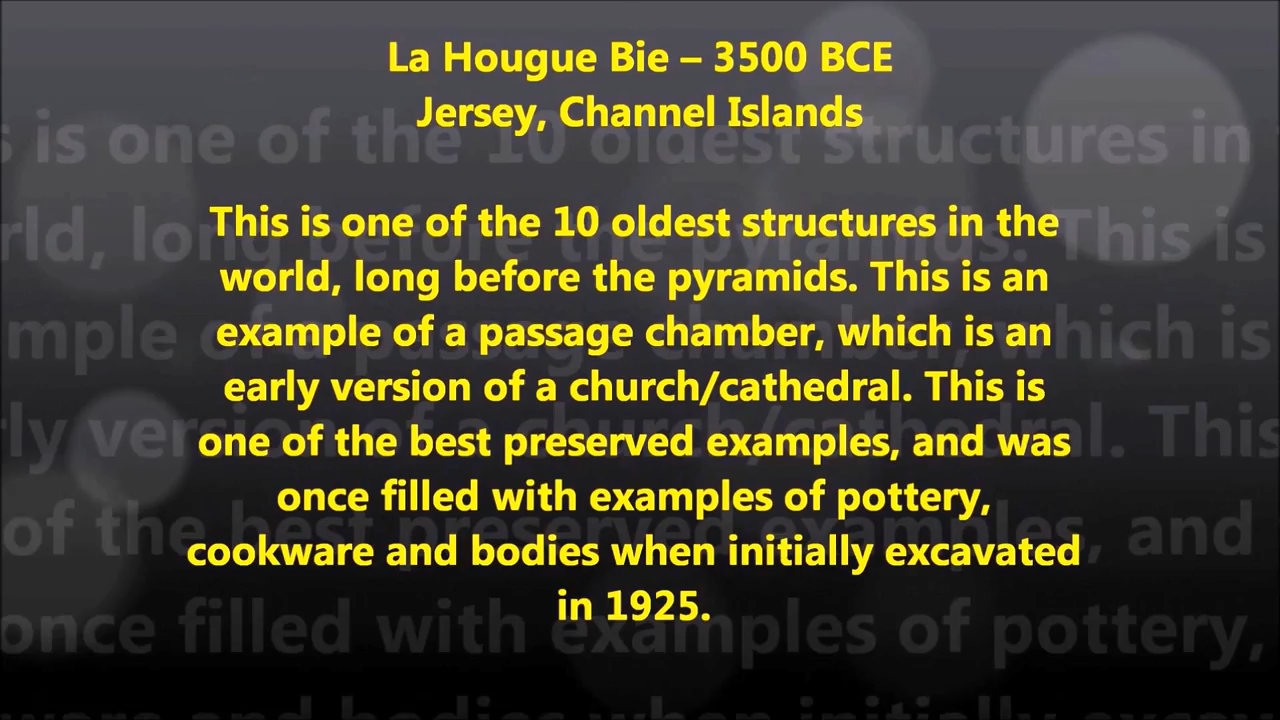 La Hougue Bie – 3500 BCE
Jersey, Channel Islands
This is one of the 10 oldest structures in the
world, long before the pyramids. This is an
example of a passage chamber, which is an
early version of a church/cathedral. This is
one of the best preserved examples, and was
once filled with examples of pottery,
cookware and bodies when initially excavated
in 1925.